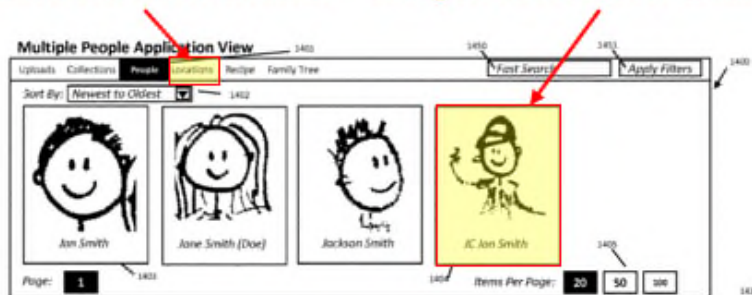 Multiple People Application View
1401
1450
1451
1400
Uploads Collections People Locations Recipe Family Tree
Fast Search
Apply Filters
Sort By: Newest to Oldest
1402
Jon Smith
Jane Smith (Doe)
Jackson Smith
JC Jon Smith
1403
1404
1405
Page: 1
Items Per Page: 20 50 100